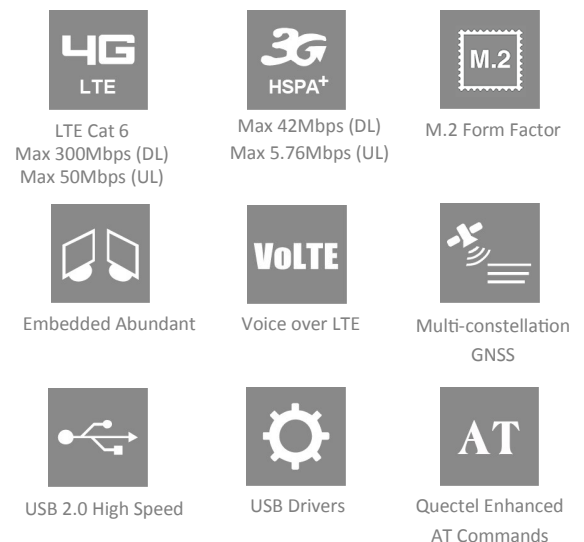 4G
LTE
LTE Cat 6
Max 300Mbps (DL)
Max 50Mbps (UL)
3G
HSPA+
Max 42Mbps (DL)
Max 5.76Mbps (UL)
M.2
M.2 Form Factor
Embedded Abundant
VoLTE
Voice over LTE
Multi-constellation
GNSS
USB 2.0 High Speed
USB Drivers
AT
Quectel Enhanced
AT Commands